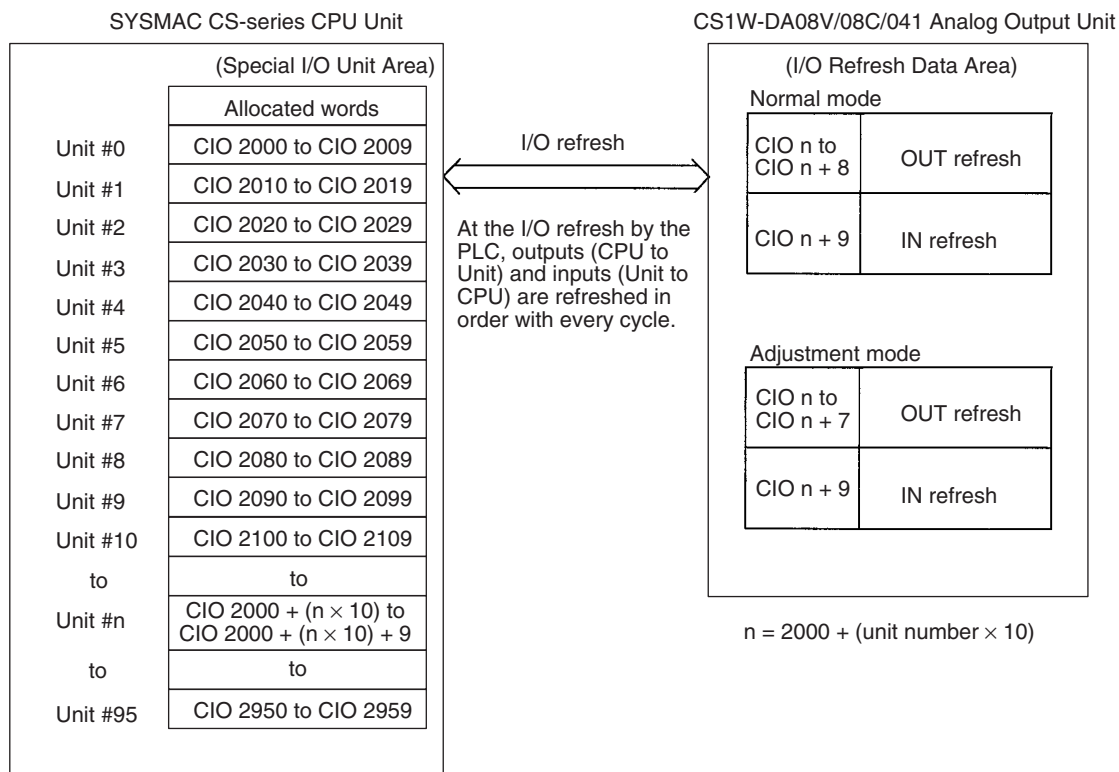 SYSMAC CS-series CPU Unit
(Special I/O Unit Area)
Allocated words
Unit #0 CIO 2000 to CIO 2009
Unit #1 CIO 2010 to CIO 2019
Unit #2 CIO 2020 to CIO 2029
Unit #3 CIO 2030 to CIO 2039
Unit #4 CIO 2040 to CIO 2049
Unit #5 CIO 2050 to CIO 2059
Unit #6 CIO 2060 to CIO 2069
Unit #7 CIO 2070 to CIO 2079
Unit #8 CIO 2080 to CIO 2089
Unit #9 CIO 2090 to CIO 2099
Unit #10 CIO 2100 to CIO 2109
to to
Unit #n CIO 2000 + (n × 10) to
CIO 2000 + (n × 10) + 9
to to
Unit #95 CIO 2950 to CIO 2959
I/O refresh
At the I/O refresh by the
PLC, outputs (CPU to
Unit) and inputs (Unit to
CPU) are refreshed in
order with every cycle.
CS1W-DA08V/08C/041 Analog Output Unit
(I/O Refresh Data Area)
Normal mode
CIO n to
CIO n + 8
OUT refresh
CIO n + 9 IN refresh
Adjustment mode
CIO n to
CIO n + 7
OUT refresh
CIO n + 9 IN refresh
n = 2000 + (unit number × 10)